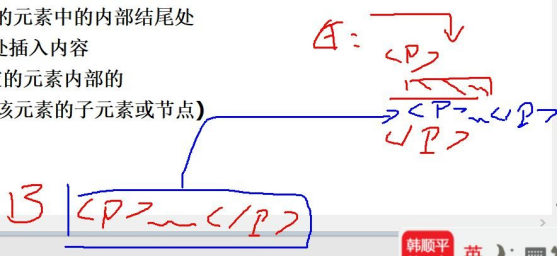 的元素中的内部结尾处
处插入内容
的元素内部的
该元素的子元素或节点)
A:
<P>
<P>~</P>
</P>
B <P>~</P>
韩顺平 英